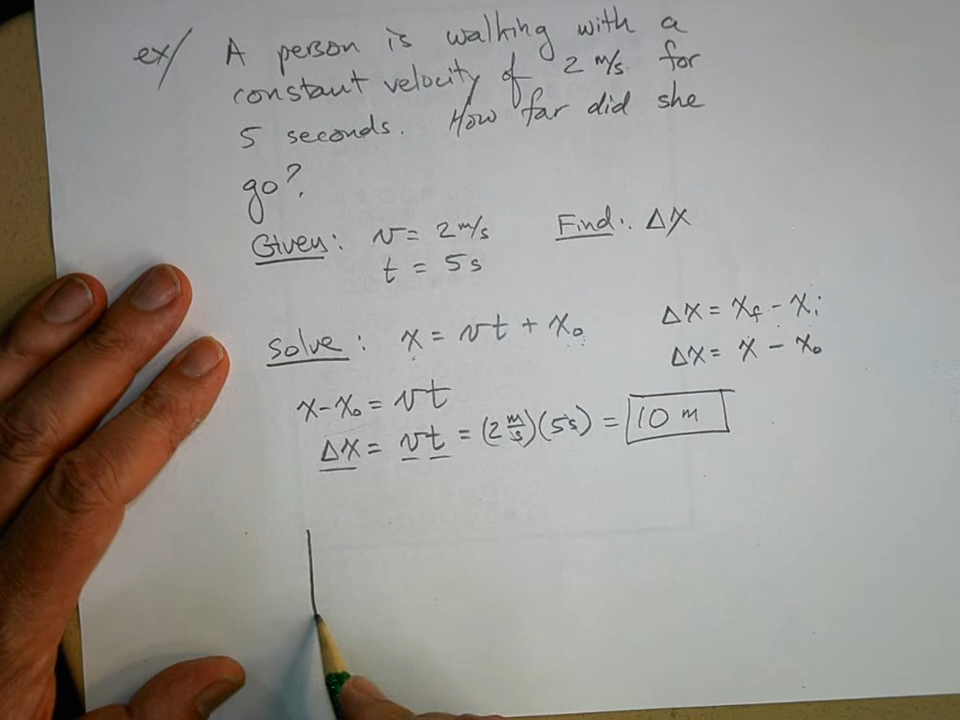 ex/ A person is walking with a
constant velocity of 2 m/s for
5 seconds. How far did she
go?
Given: v = 2 m/s Find: Δx
t = 5 s
Solve: x = vt + x₀ Δx = x_f - x_i
Δx = x - x₀
x - x₀ = vt
Δx = vt = (2 m/s)(5s) = 10 m